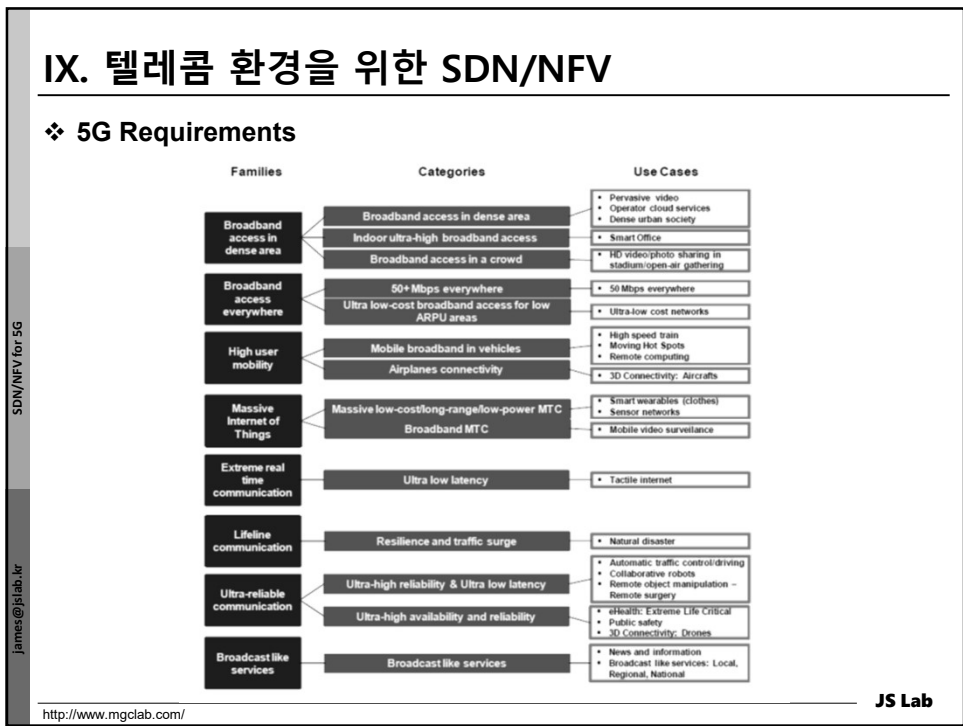 IX. 텔레콤 환경을 위한 SDN/NFV
❖ 5G Requirements
Families
Categories
Use Cases
Broadband
access in
dense area
Broadband access in dense area
• Pervasive video
• Operator cloud services
• Dense urban society
Indoor ultra-high broadband access
• Smart Office
Broadband access in a crowd
• HD video/photo sharing in
stadium/open-air gathering
Broadband
access
everywhere
50+ Mbps everywhere
• 50 Mbps everywhere
Ultra low-cost broadband access for low
ARPU areas
• Ultra-low cost networks
High user
mobility
Mobile broadband in vehicles
• High speed train
• Moving Hot Spots
• Remote computing
Airplanes connectivity
• 3D Connectivity: Aircrafts
Massive
Internet of
Things
Massive low-cost/long-range/low-power MTC
• Smart wearables (clothes)
• Sensor networks
Broadband MTC
• Mobile video surveilance
Extreme real
time
communication
Ultra low latency
• Tactile internet
Lifeline
communication
Resilience and traffic surge
• Natural disaster
Ultra-reliable
communication
Ultra-high reliability & Ultra low latency
• Automatic traffic control/driving
• Collaborative robots
• Remote object manipulation –
Remote surgery
Ultra-high availability and reliability
• eHealth: Extreme Life Critical
• Public safety
• 3D Connectivity: Drones
Broadcast like
services
Broadcast like services
• News and information
• Broadcast like services: Local,
Regional, National
SDN/NFV for 5G
james@jslab.kr
http://www.mgclab.com/
JS Lab